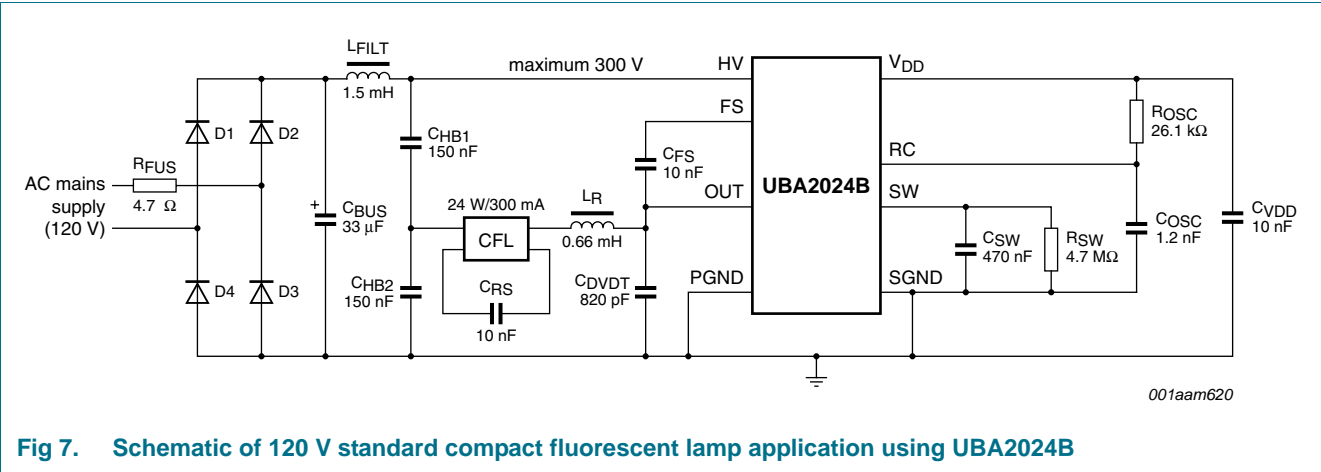 LFILT
1.5 mH
maximum 300 V
HV
VDD
FS
ROSC
26.1 kΩ
D1
D2
CHB1
150 nF
CFS
10 nF
RC
UBA2024B
RFUS
4.7 Ω
AC mains
supply
(120 V)
OUT
SW
+
CBUS
33 μF
24 W/300 mA
CFL
LR
0.66 mH
CSW
470 nF
RSW
4.7 MΩ
COSC
1.2 nF
CVDD
10 nF
D4
D3
CHB2
150 nF
CRS
10 nF
CDVDT
820 pF
PGND
SGND
001aam620
Fig 7. Schematic of 120 V standard compact fluorescent lamp application using UBA2024B